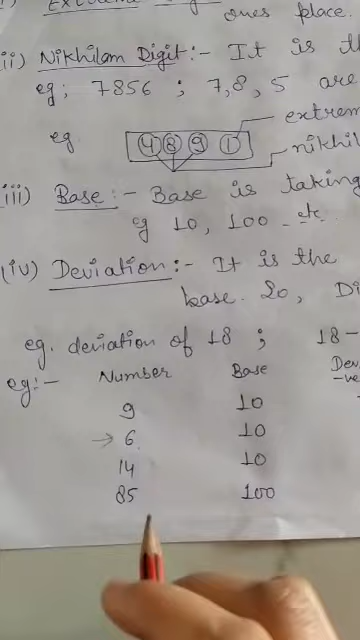 Extreme
ones place.
ii) Nikhilam Digit:- It is th
eg; 7856 ; 7, 8, 5 are
extrem
eg 4 8 9 1
nikhil
iii) Base:- Base is taking
eg 10, 100 - etc.
(iv) Deviation:- It is the
base. So, Di
eg. deviation of 18 ; 18-
eg:- Number Base Dev
-ve
9 10
→ 6. 10
14 10
85 100